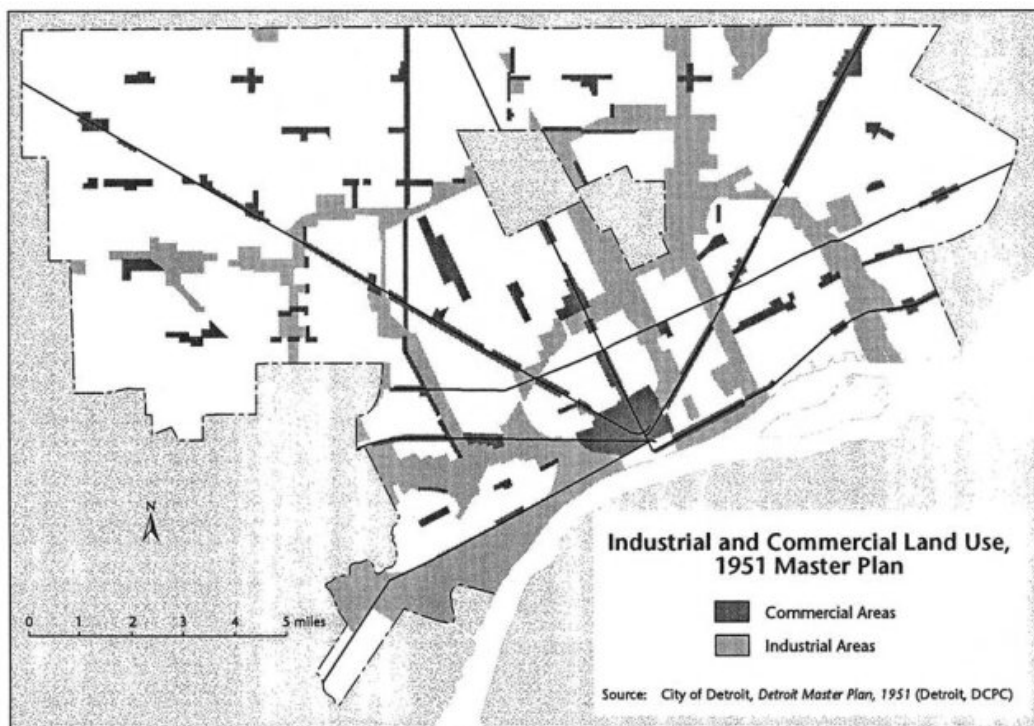 N
0 1 2 3 4 5 miles
Industrial and Commercial Land Use,
1951 Master Plan
Commercial Areas
Industrial Areas
Source: City of Detroit, Detroit Master Plan, 1951 (Detroit, DCPC)